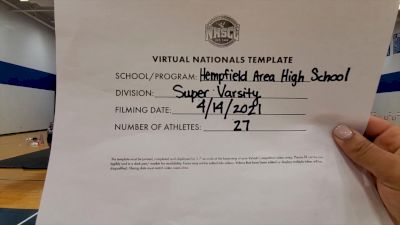 NHSCC
VIRTUAL NATIONALS TEMPLATE
SCHOOL/PROGRAM: Hempfield Area High School
DIVISION: Super Varsity
FILMING DATE: 4/14/2021
NUMBER OF ATHLETES: 27